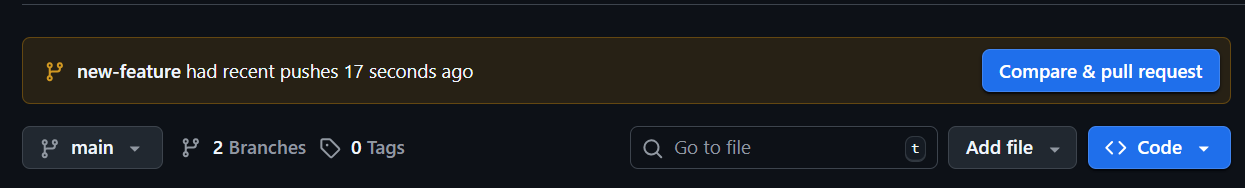 new-feature had recent pushes 17 seconds ago
Compare & pull request
main
2 Branches
0 Tags
Go to file
t
Add file
<> Code